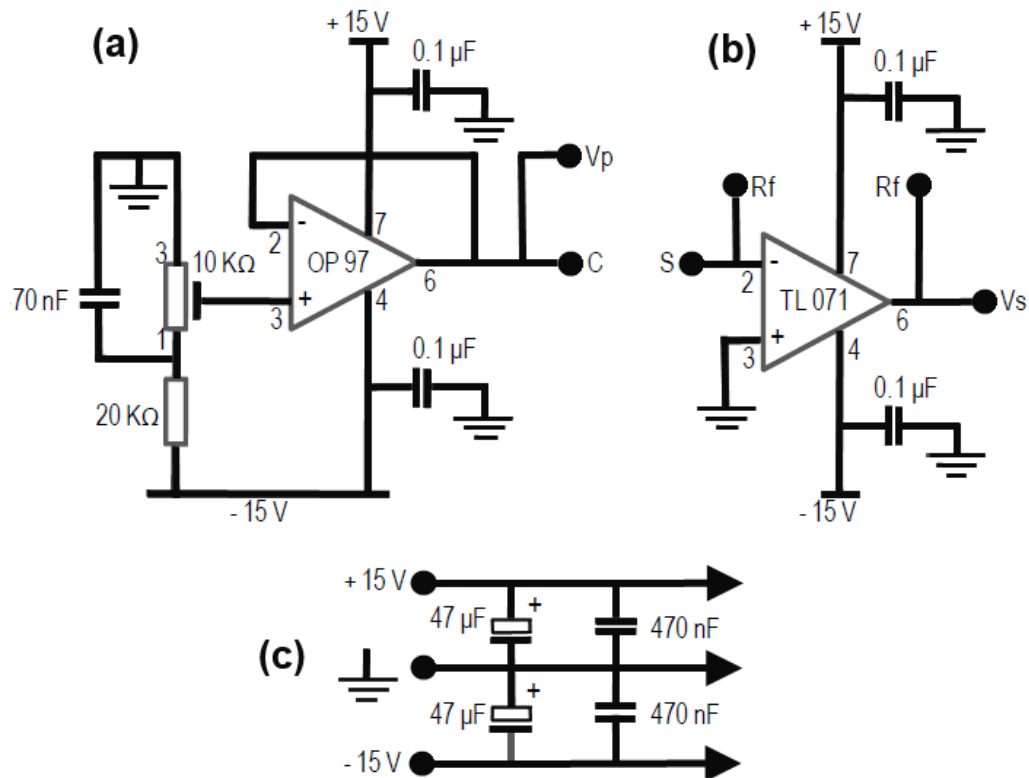 (a)
+ 15 V
0.1 µF
Vp
2
-
7
3
10 KΩ
OP 97
6
C
70 nF
+
3
4
1
0.1 µF
20 KΩ
- 15 V
(b)
+ 15 V
0.1 µF
Rf
Rf
S
2
-
7
TL 071
6
Vs
+
3
4
0.1 µF
- 15 V
(c)
+ 15 V
47 µF
+
470 nF
47 µF
+
470 nF
- 15 V